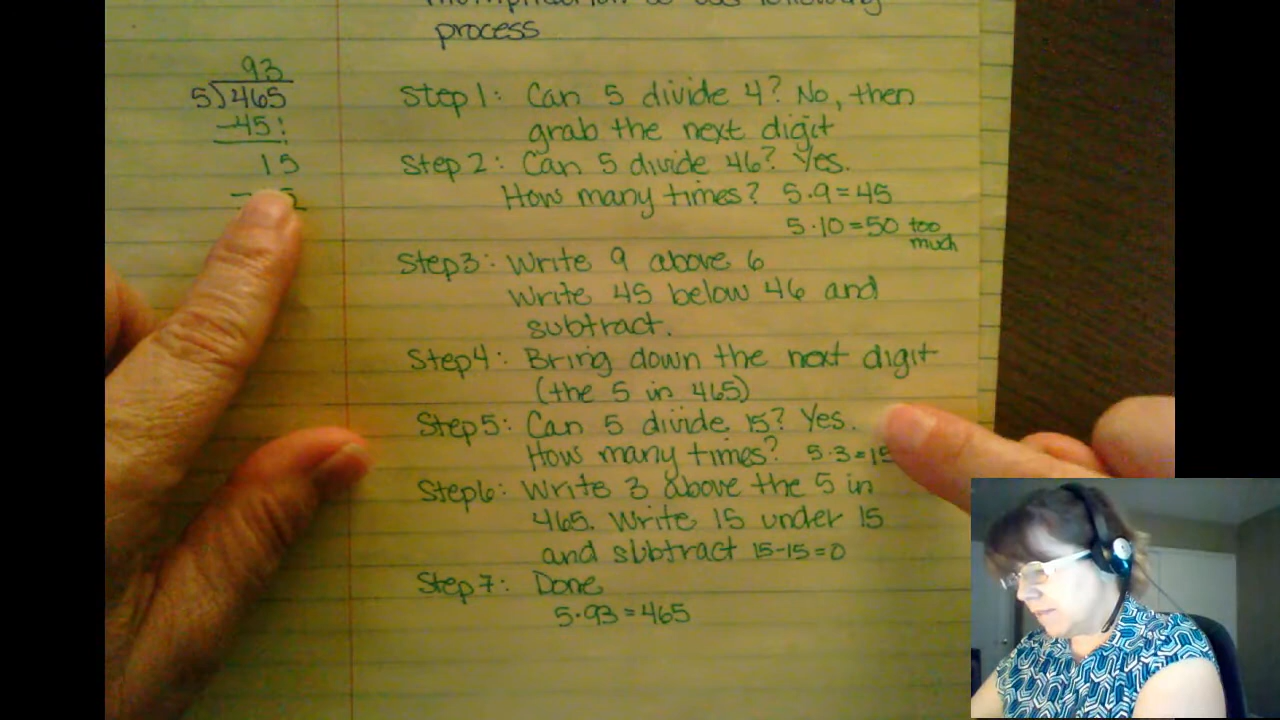 process
93
5)465
-45
15
Step 1: Can 5 divide 4? No, then
grab the next digit
Step 2: Can 5 divide 46? Yes.
How many times? 5·9=45
5·10=50 too
much
Step 3: Write 9 above 6
Write 45 below 46 and
subtract.
Step 4: Bring down the next digit
(the 5 in 465)
Step 5: Can 5 divide 15? Yes.
How many times? 5·3=15
Step 6: Write 3 above the 5 in
465. Write 15 under 15
and subtract 15-15=0
Step 7: Done
5·93=465